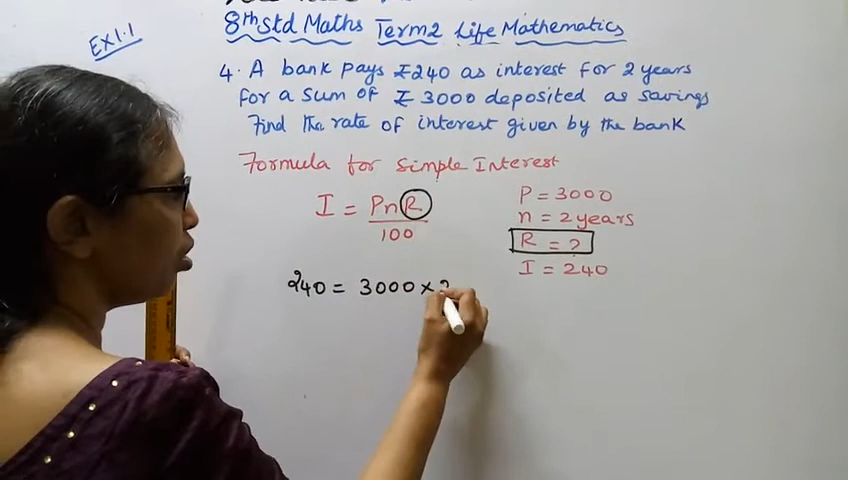 8th Std Maths Term2 Life Mathematics
EX1.1
4. A bank pays ₹240 as interest for 2 years
for a sum of ₹ 3000 deposited as savings
Find the rate of interest given by the bank
Formula for Simple Interest
I = PnR
100
P = 3000
n = 2 years
R = ?
I = 240
240 = 3000 × 2